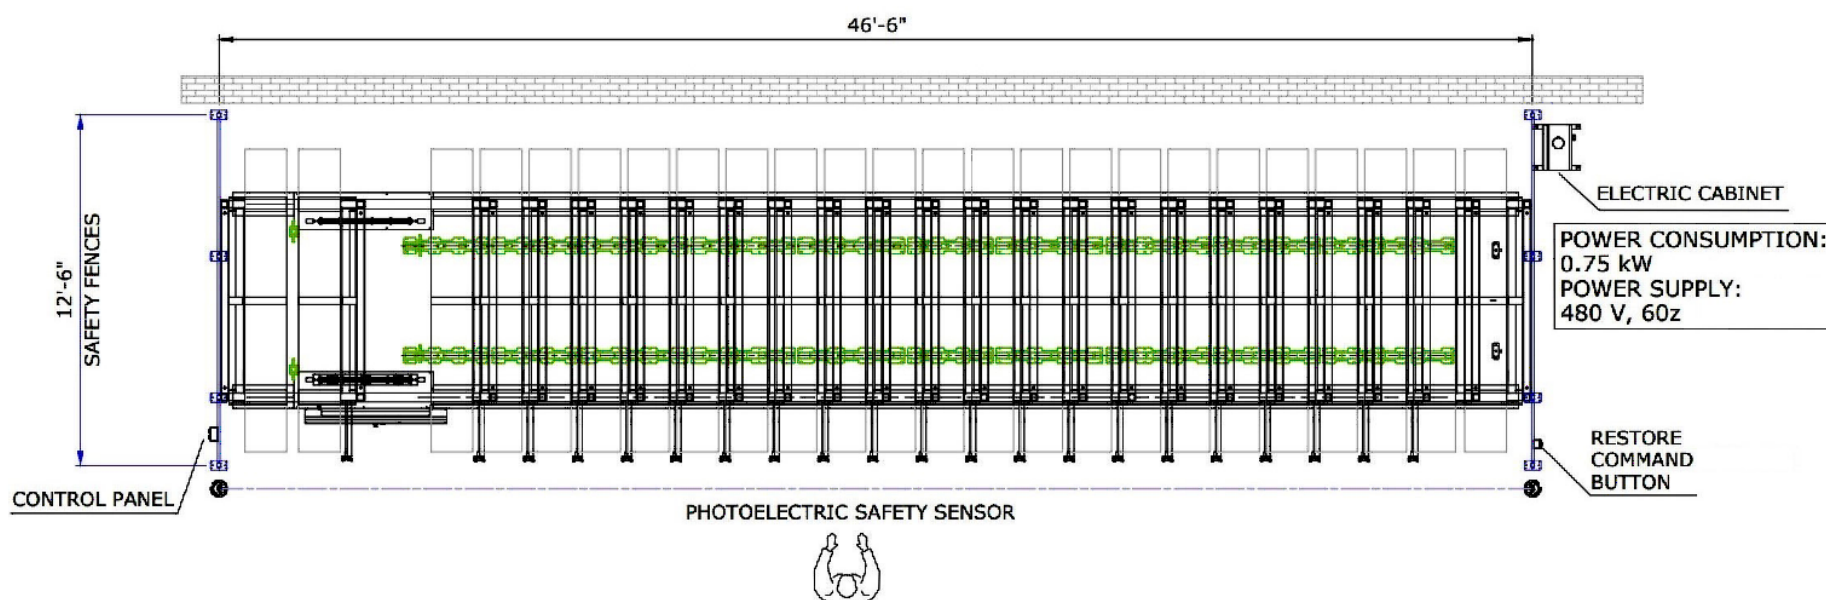 46'-6"
12'-6"
SAFETY FENCES
ELECTRIC CABINET
POWER CONSUMPTION:
0.75 kW
POWER SUPPLY:
480 V, 60z
RESTORE
COMMAND
BUTTON
CONTROL PANEL
PHOTOELECTRIC SAFETY SENSOR